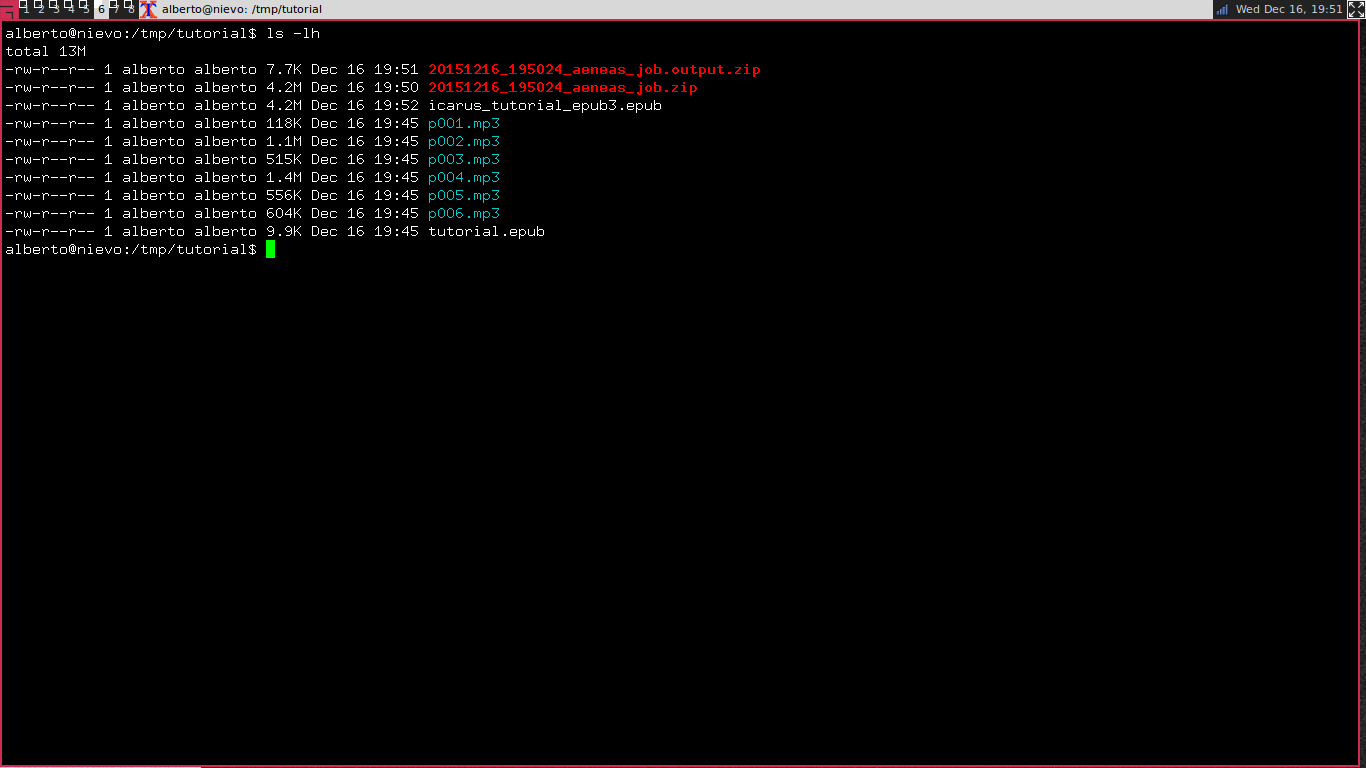 1 2 3 4 5 6 7 8 alberto@nievo: /tmp/tutorial Wed Dec 16, 19:51
alberto@nievo:/tmp/tutorial$ ls -lh
total 13M
-rw-r--r-- 1 alberto alberto 7.7K Dec 16 19:51 20151216_195024_aeneas_job.output.zip
-rw-r--r-- 1 alberto alberto 4.2M Dec 16 19:50 20151216_195024_aeneas_job.zip
-rw-r--r-- 1 alberto alberto 4.2M Dec 16 19:52 icarus_tutorial_epub3.epub
-rw-r--r-- 1 alberto alberto 118K Dec 16 19:45 p001.mp3
-rw-r--r-- 1 alberto alberto 1.1M Dec 16 19:45 p002.mp3
-rw-r--r-- 1 alberto alberto 515K Dec 16 19:45 p003.mp3
-rw-r--r-- 1 alberto alberto 1.4M Dec 16 19:45 p004.mp3
-rw-r--r-- 1 alberto alberto 556K Dec 16 19:45 p005.mp3
-rw-r--r-- 1 alberto alberto 604K Dec 16 19:45 p006.mp3
-rw-r--r-- 1 alberto alberto 9.9K Dec 16 19:45 tutorial.epub
alberto@nievo:/tmp/tutorial$